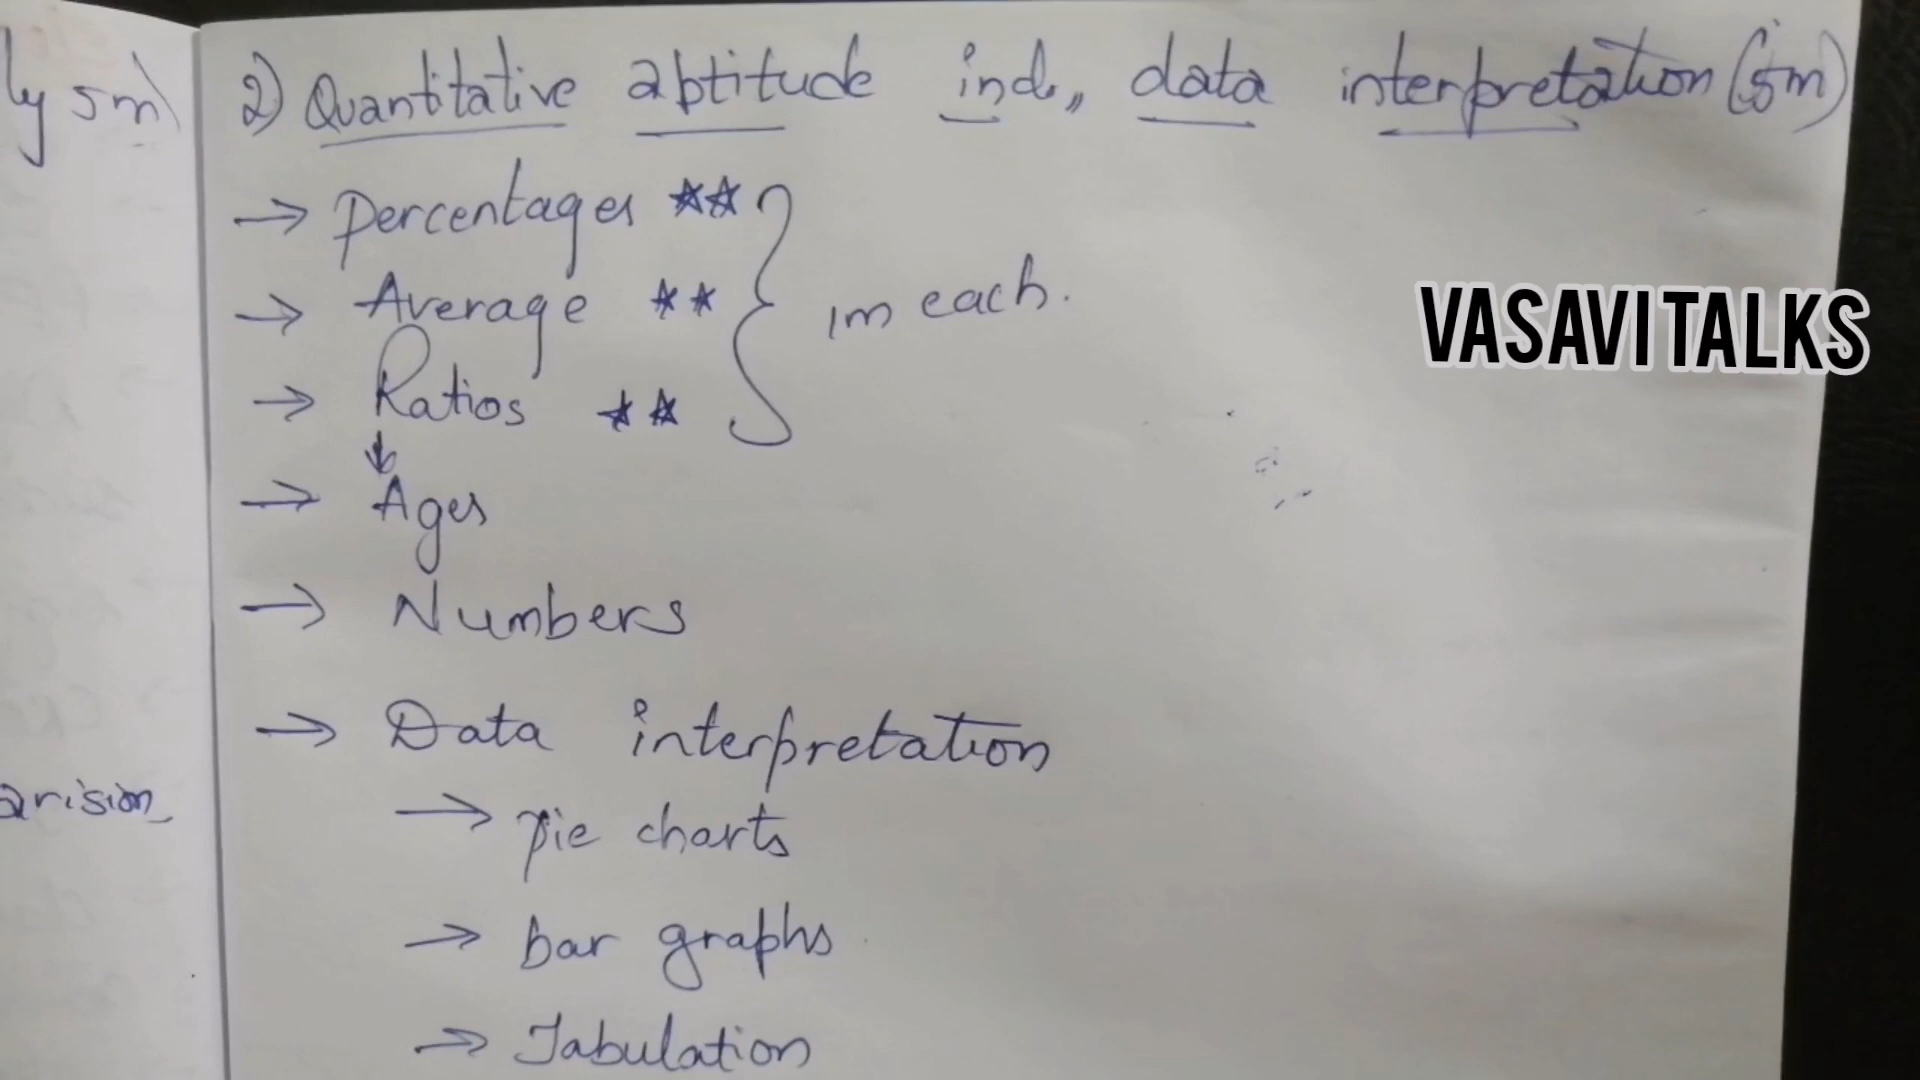 ly 5m)
2) Quantitative aptitude ind,, data interpretation (5m)
→ percentages ★★
→ Average ★★
1m each.
→ Ratios ★★
↓
→ Ages
→ Numbers
→ Data interpretation
→ pie charts
→ bar graphs
→ Tabulation
arision
VASAVI TALKS